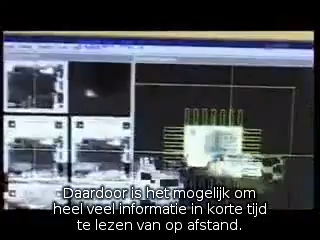 Daardoor is het mogelijk om
heel veel informatie in korte tijd
te lezen van op afstand.